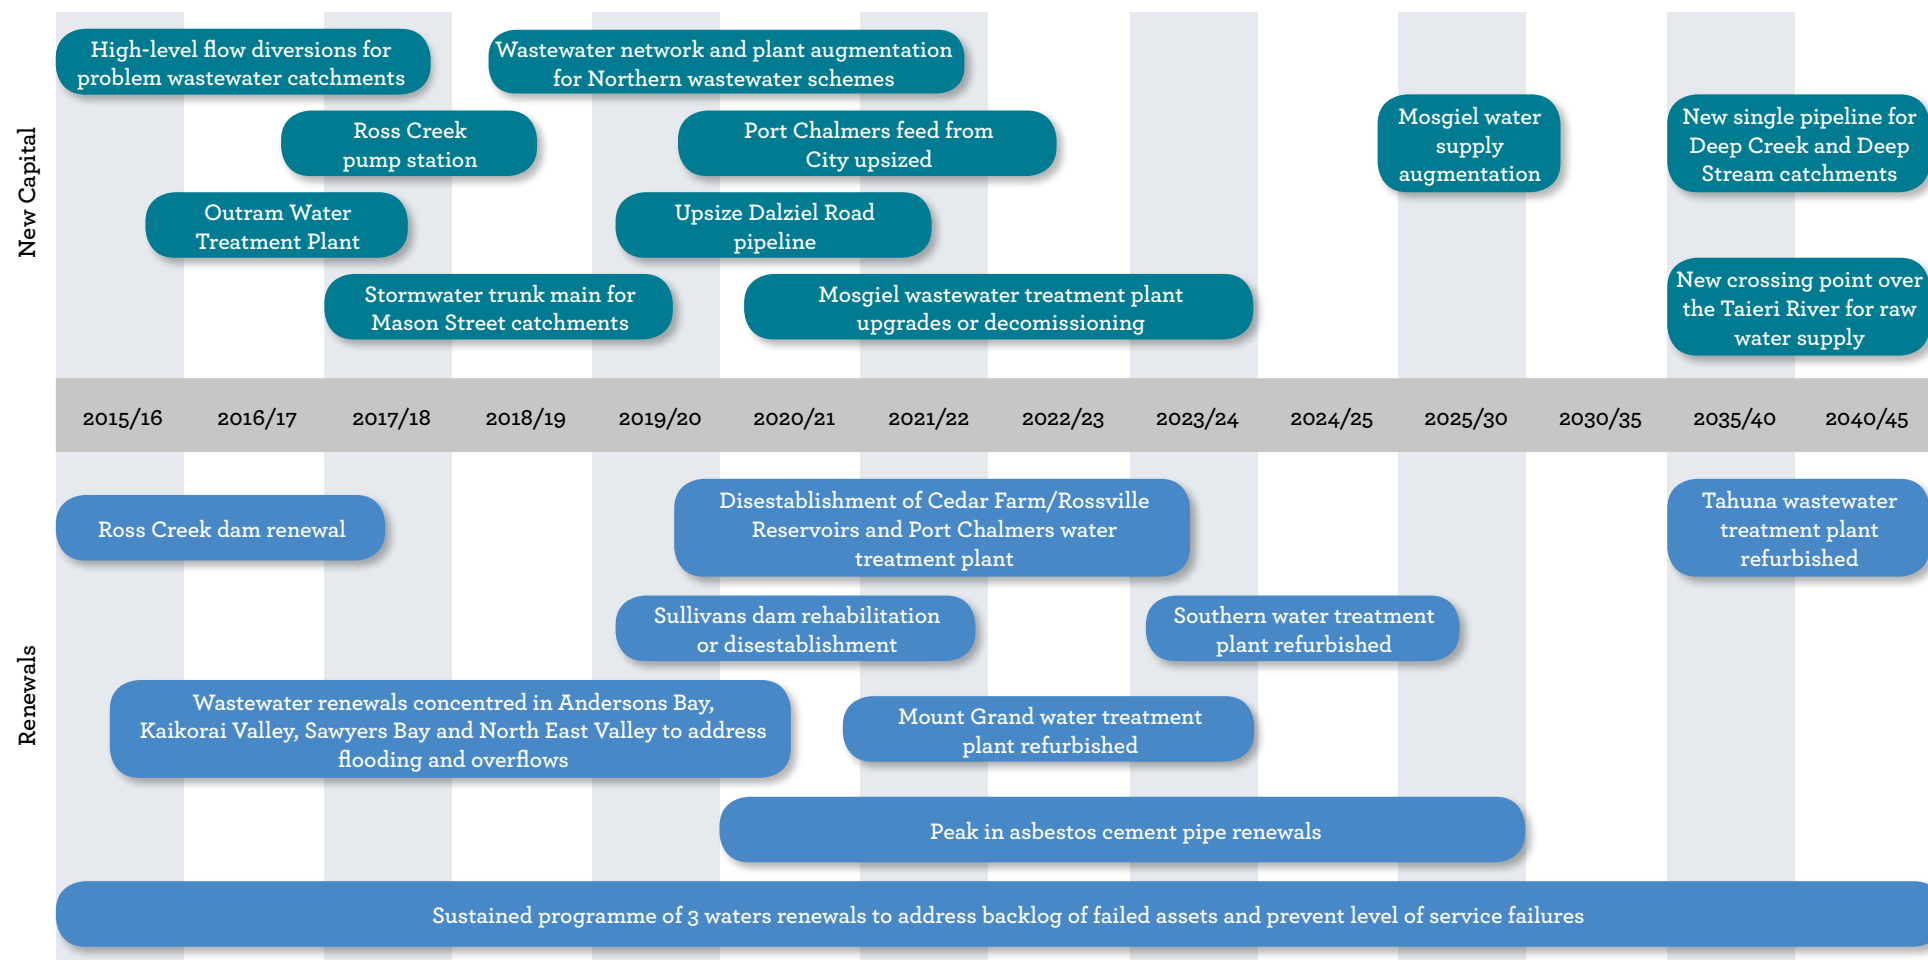 New Capital
High-level flow diversions for
problem wastewater catchments
Wastewater network and plant augmentation
for Northern wastewater schemes
Ross Creek
pump station
Port Chalmers feed from
City upsized
Mosgiel water
supply
augmentation
New single pipeline for
Deep Creek and Deep
Stream catchments
Outram Water
Treatment Plant
Upsize Dalziel Road
pipeline
Stormwater trunk main for
Mason Street catchments
Mosgiel wastewater treatment plant
upgrades or decomissioning
New crossing point over
the Taieri River for raw
water supply
2015/16 2016/17 2017/18 2018/19 2019/20 2020/21 2021/22 2022/23 2023/24 2024/25 2025/30 2030/35 2035/40 2040/45
Renewals
Ross Creek dam renewal
Disestablishment of Cedar Farm/Rossville
Reservoirs and Port Chalmers water
treatment plant
Tahuna wastewater
treatment plant
refurbished
Sullivans dam rehabilitation
or disestablishment
Southern water treatment
plant refurbished
Wastewater renewals concentred in Andersons Bay,
Kaikorai Valley, Sawyers Bay and North East Valley to address
flooding and overflows
Mount Grand water treatment
plant refurbished
Peak in asbestos cement pipe renewals
Sustained programme of 3 waters renewals to address backlog of failed assets and prevent level of service failures